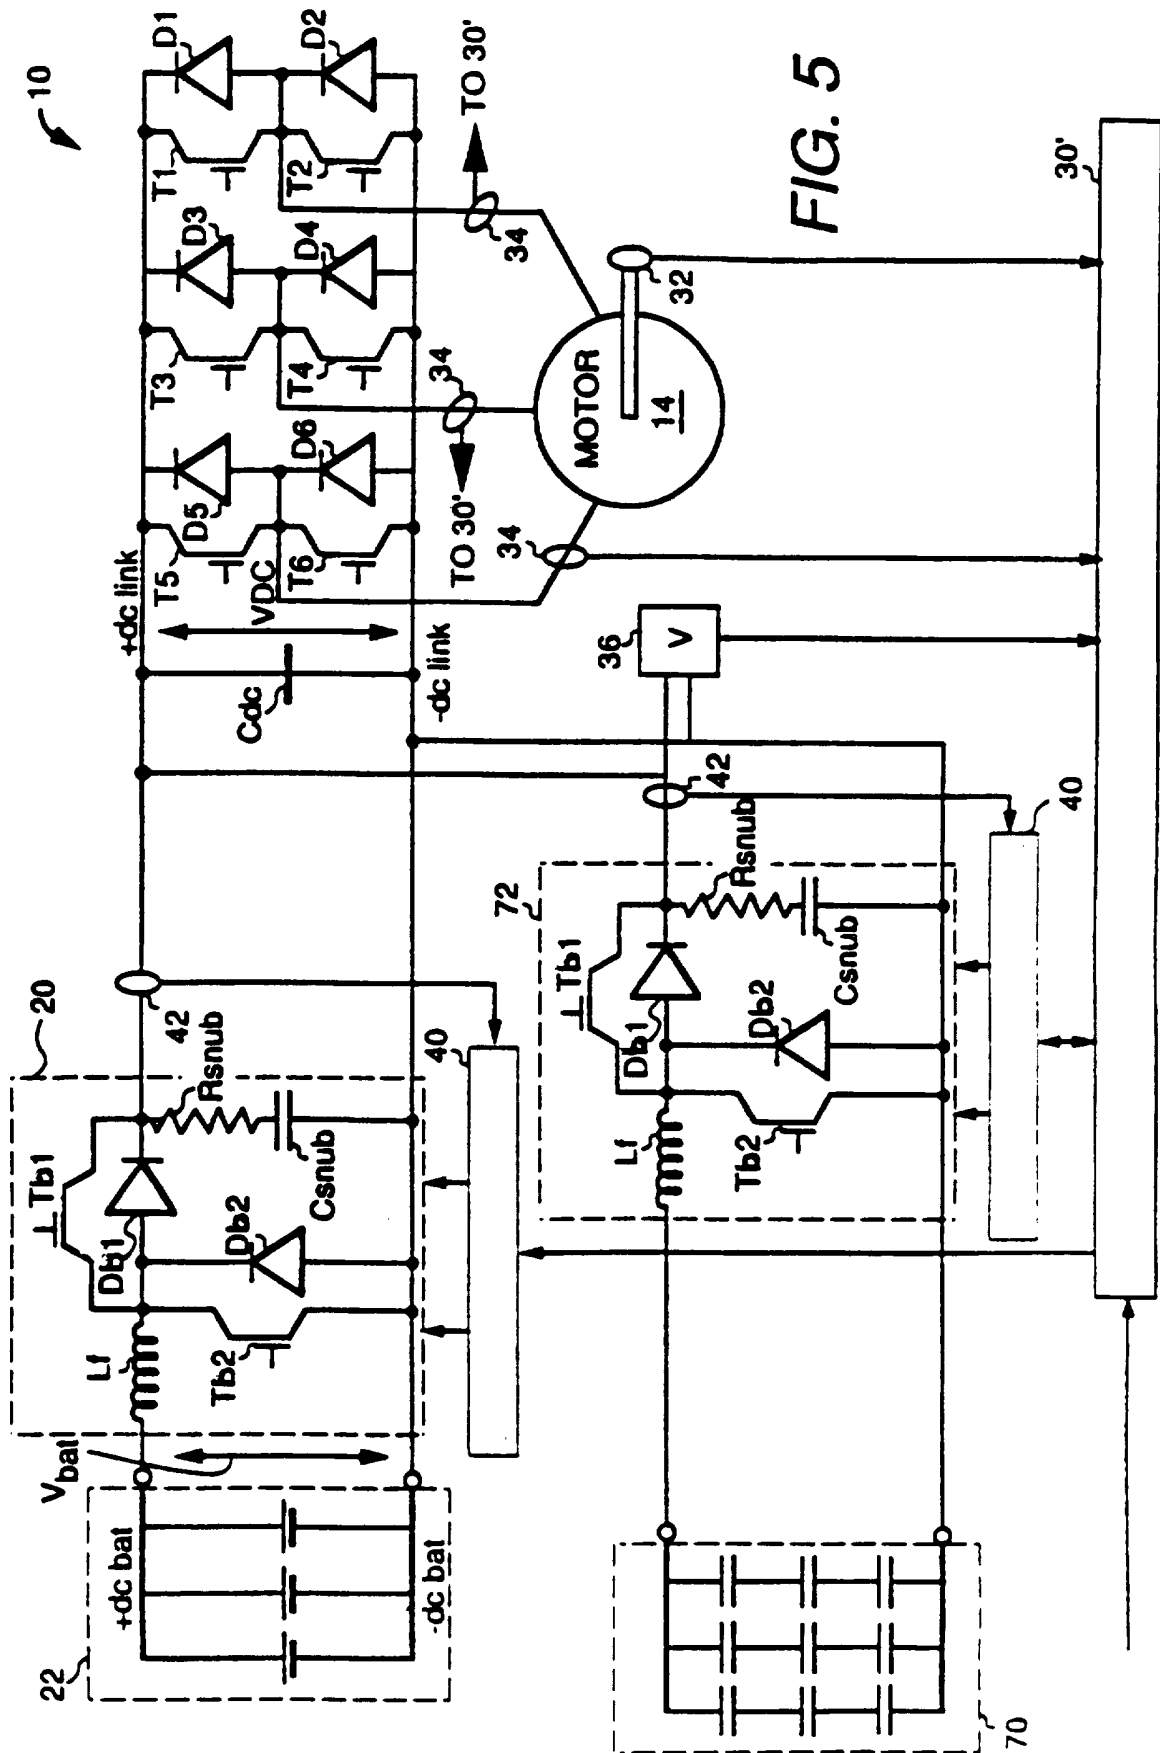 10
+dc link
T5
D5
T3
D3
T1
D1
VDC
T6
D6
T4
D4
T2
D2
Cdc
-dc link
34
34
34
TO 30'
TO 30'
MOTOR
14
32
FIG. 5
20
Tb1
Db1
Lf
Db2
Tb2
Rsnub
Csnub
42
40
Vbat
22
+dc bat
-dc bat
36
V
42
72
Tb1
Db1
Lf
Db2
Tb2
Rsnub
Csnub
40
70
30'